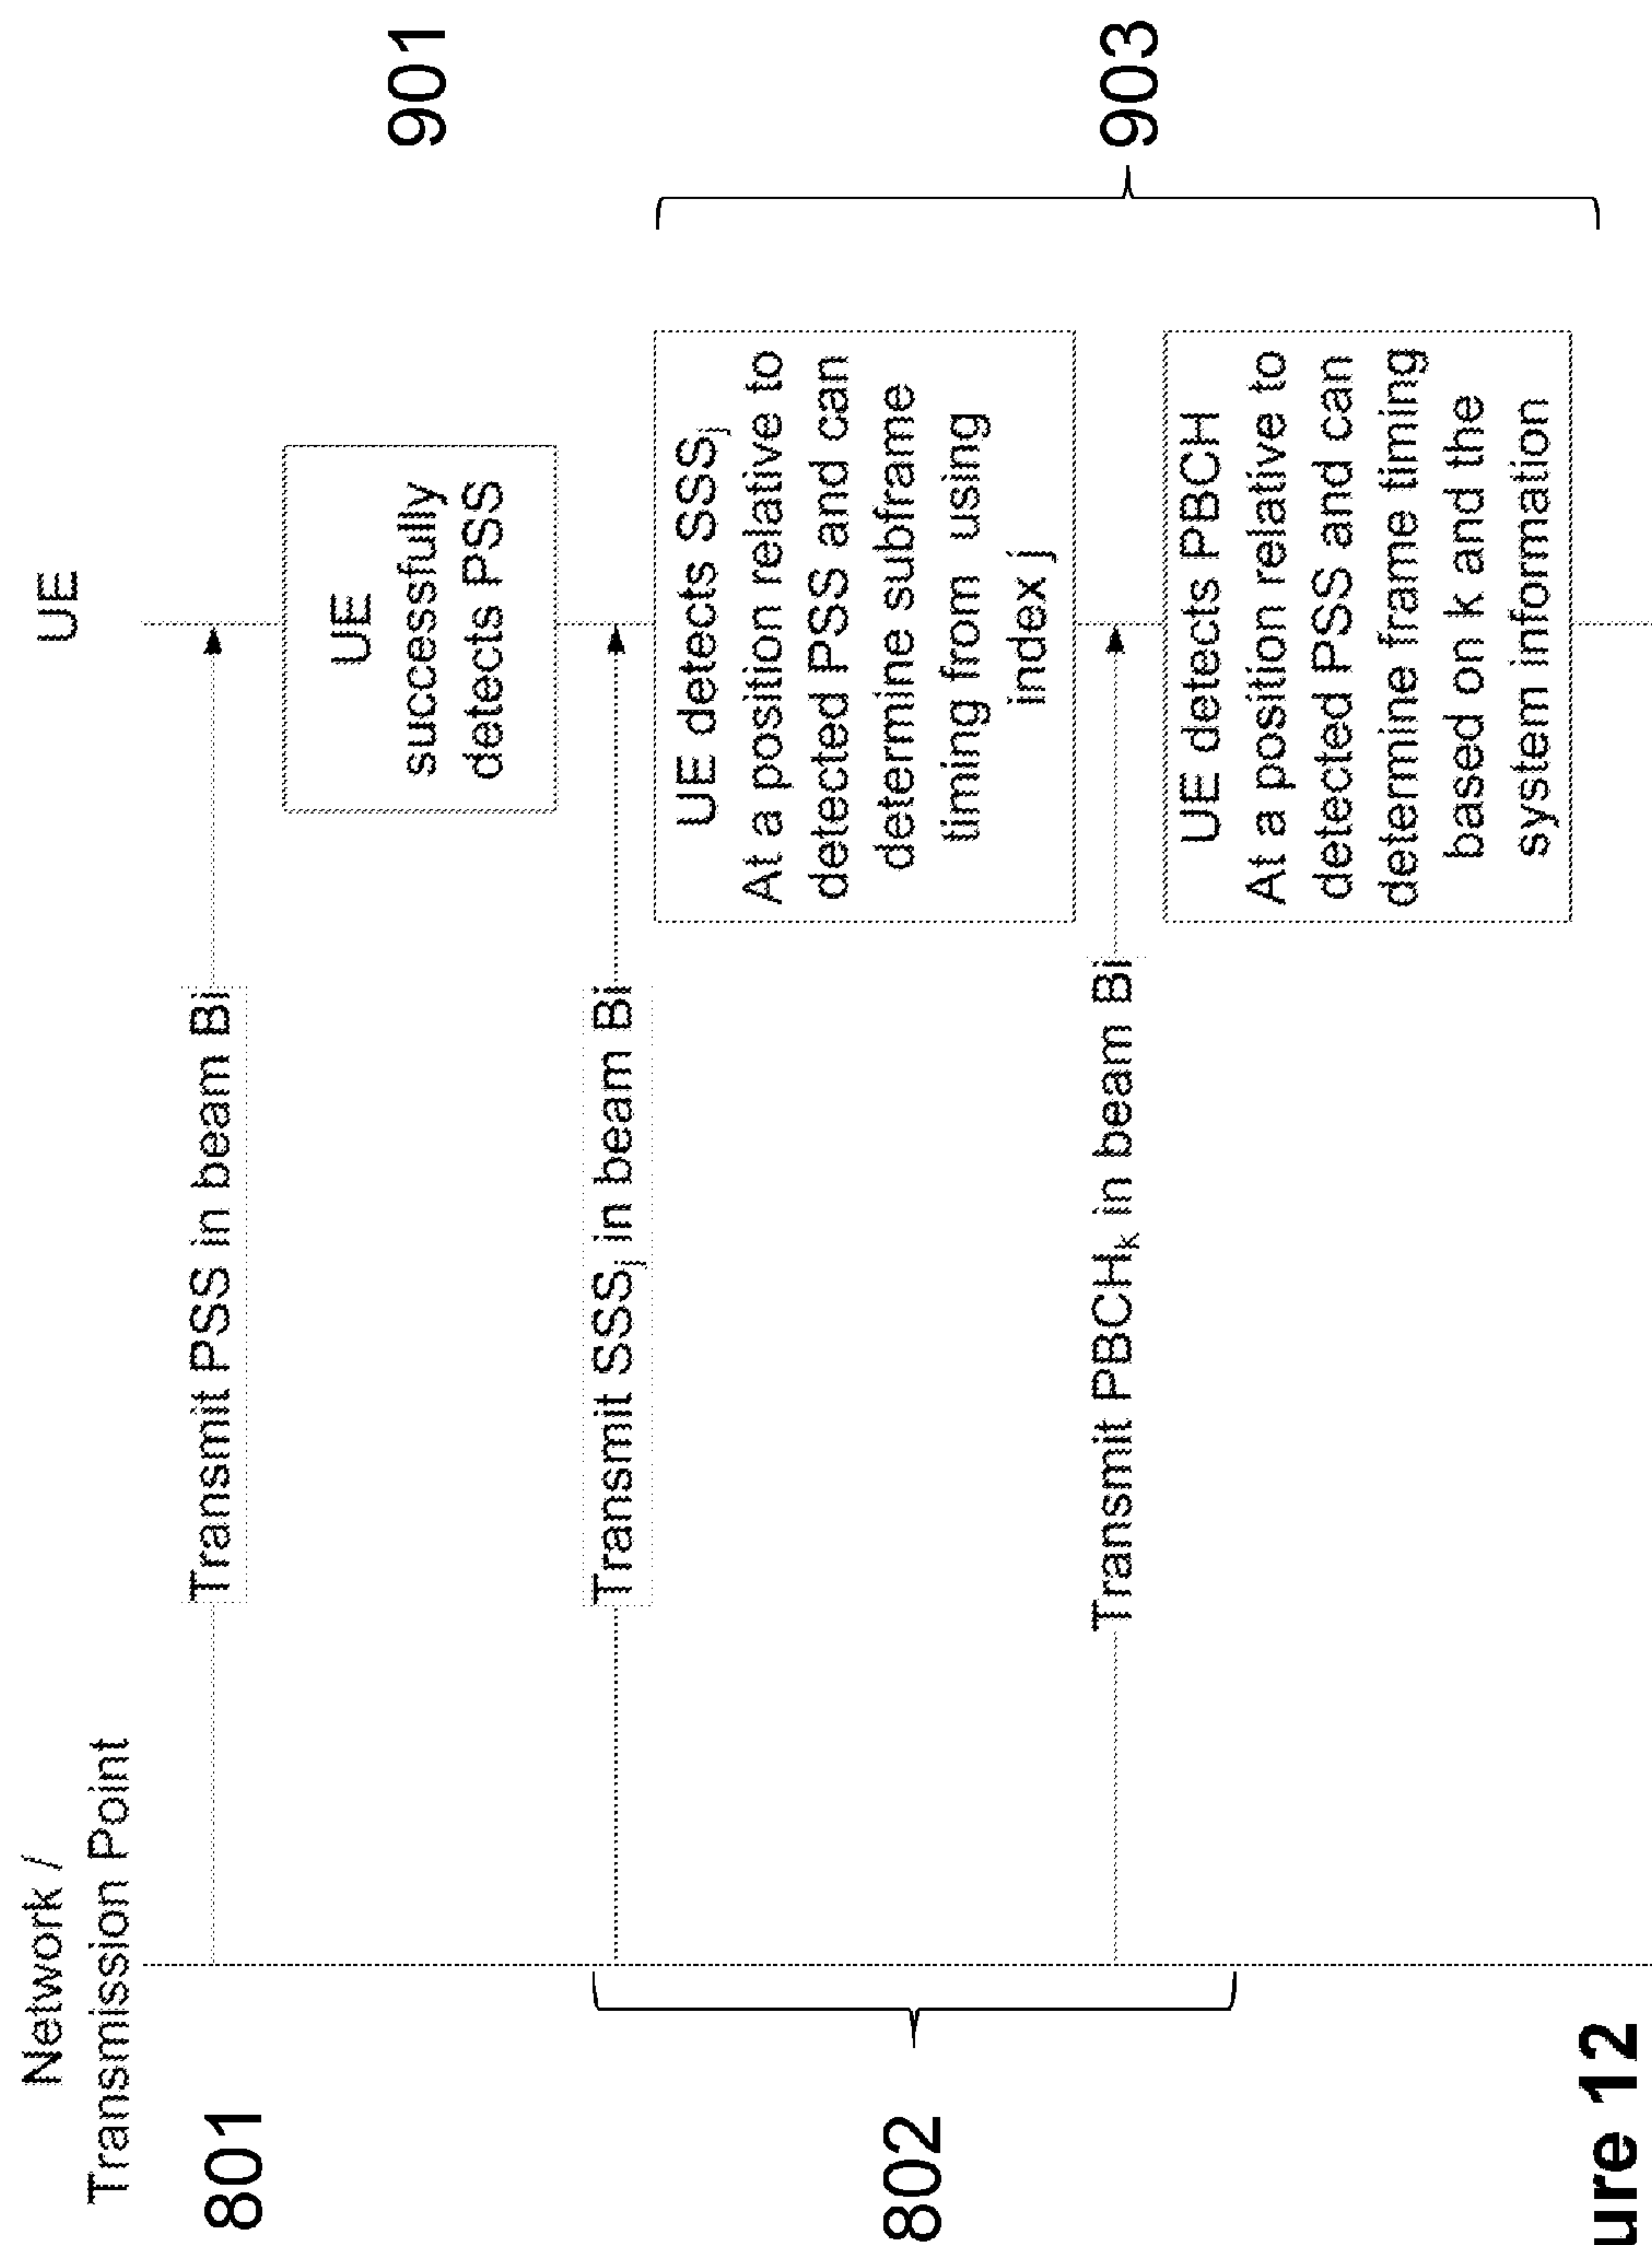 Network /
Transmission Point
UE
801
Transmit PSS in beam Bi
901
UE
successfully
detects PSS
802
Transmit SSSj in beam Bi
UE detects SSSj
At a position relative to
detected PSS and can
determine subframe
timing from using
index j
903
Transmit PBCHk in beam Bi
UE detects PBCH
At a position relative to
detected PSS and can
determine frame timing
based on k and the
system information
ure 12